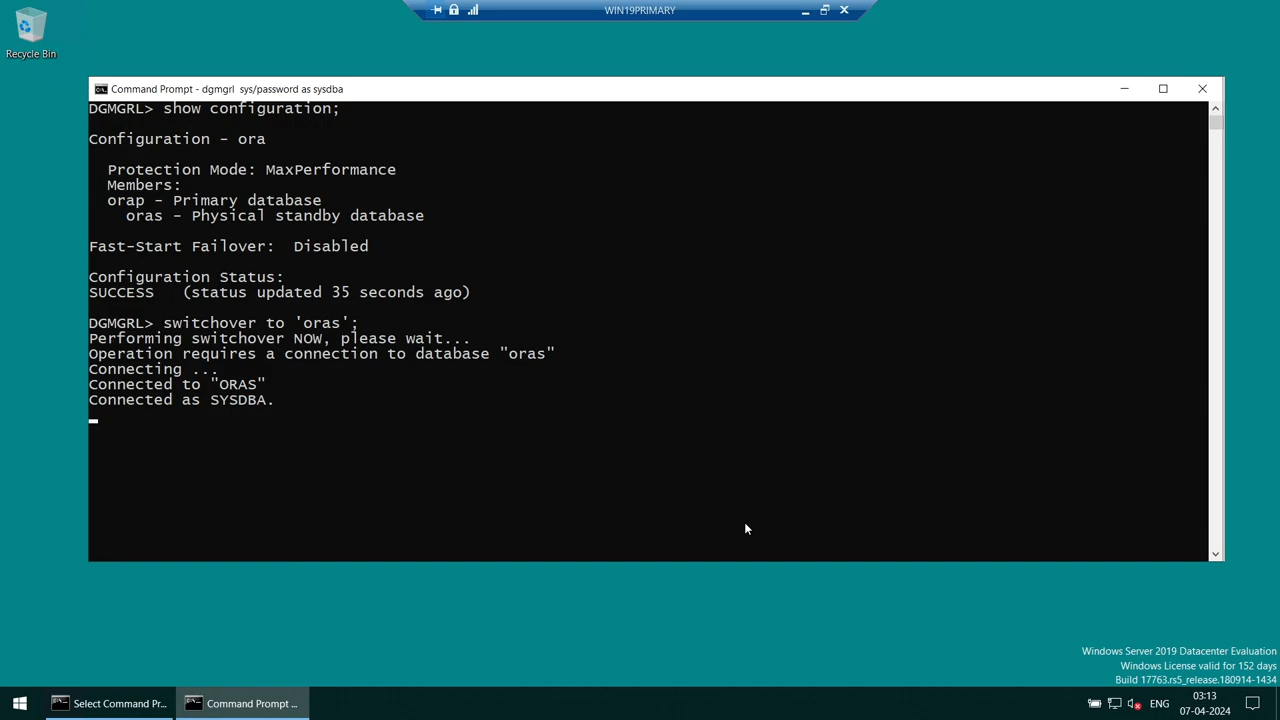 WIN19PRIMARY
Recycle Bin
Command Prompt - dgmgrl  sys/password as sysdba
DGMGRL> show configuration;
Configuration - ora
Protection Mode: MaxPerformance
Members:
orap - Primary database
oras - Physical standby database
Fast-Start Failover:  Disabled
Configuration Status:
SUCCESS   (status updated 35 seconds ago)
DGMGRL> switchover to 'oras';
Performing switchover NOW, please wait...
Operation requires a connection to database "oras"
Connecting ...
Connected to "ORAS"
Connected as SYSDBA.
Windows Server 2019 Datacenter Evaluation
Windows License valid for 152 days
Build 17763.rs5_release.180914-1434
Select Command Pr...
Command Prompt ...
ENG
03:13
07-04-2024